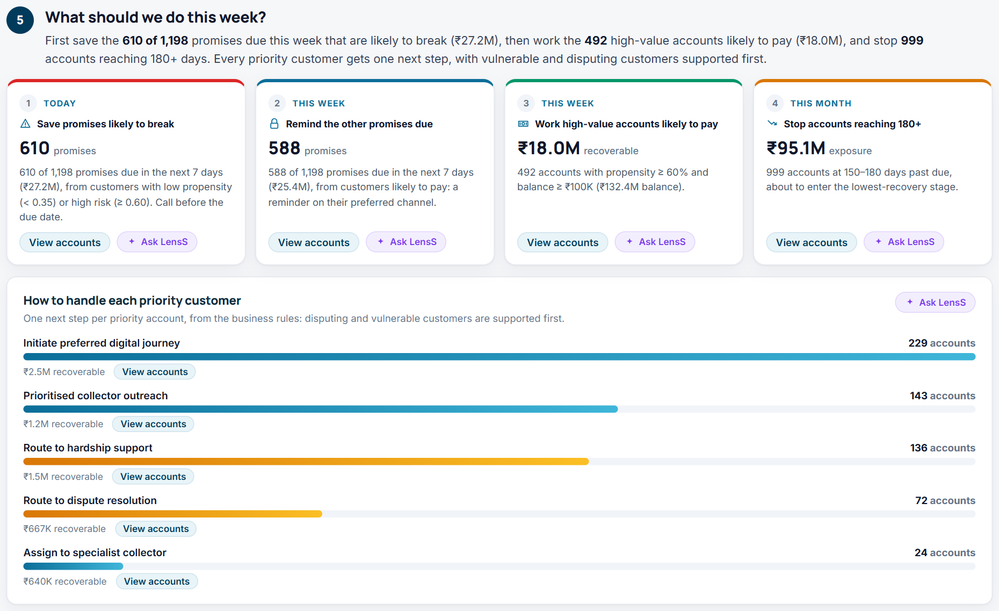 5
What should we do this week?
First save the 610 of 1,198 promises due this week that are likely to break (₹27.2M), then work the 492 high-value accounts likely to pay (₹18.0M), and stop 999
accounts reaching 180+ days. Every priority customer gets one next step, with vulnerable and disputing customers supported first.
1 TODAY
Save promises likely to break
610 promises
610 of 1,198 promises due in the next 7 days
(₹27.2M), from customers with low propensity
(< 0.35) or high risk (≥ 0.60). Call before the
due date.
View accounts
Ask LensS
2 THIS WEEK
Remind the other promises due
588 promises
588 of 1,198 promises due in the next 7 days
(₹25.4M), from customers likely to pay: a
reminder on their preferred channel.
View accounts
Ask LensS
3 THIS WEEK
Work high-value accounts likely to pay
₹18.0M recoverable
492 accounts with propensity ≥ 60% and
balance ≥ ₹100K (₹132.4M balance).
View accounts
Ask LensS
4 THIS MONTH
Stop accounts reaching 180+
₹95.1M exposure
999 accounts at 150–180 days past due,
about to enter the lowest-recovery stage.
View accounts
Ask LensS
How to handle each priority customer
Ask LensS
One next step per priority account, from the business rules: disputing and vulnerable customers are supported first.
Initiate preferred digital journey
229 accounts
₹2.5M recoverable
View accounts
Prioritised collector outreach
143 accounts
₹1.2M recoverable
View accounts
Route to hardship support
136 accounts
₹1.5M recoverable
View accounts
Route to dispute resolution
72 accounts
₹667K recoverable
View accounts
Assign to specialist collector
24 accounts
₹640K recoverable
View accounts